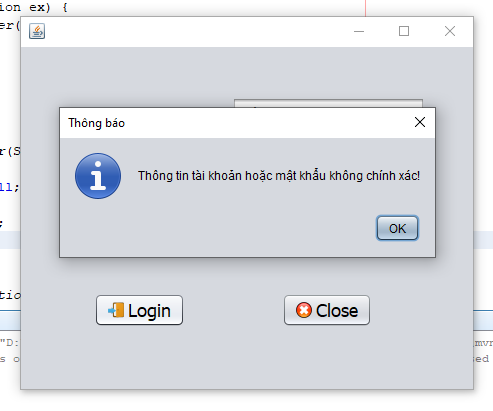 ion ex) {
er(
Thông báo
Thông tin tài khoản hoặc mật khẩu không chính xác!
OK
r(S
ll;
;
tio
Login
Close
"D:
mvn
s o
sed